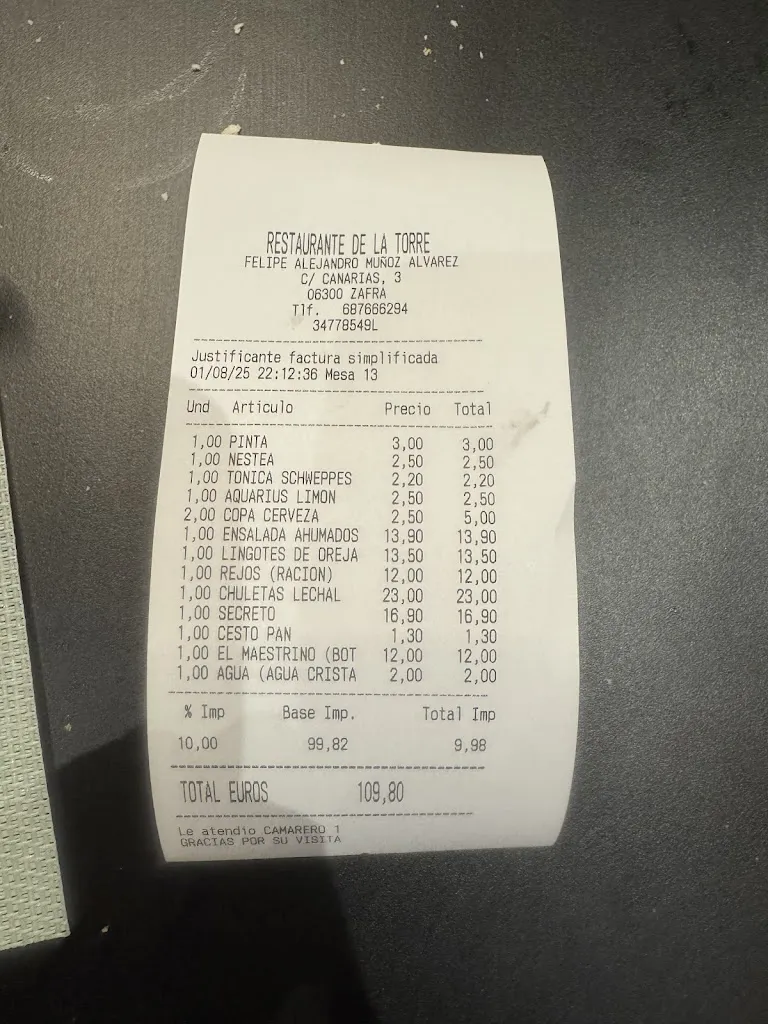 RESTAURANTE DE LA TORRE
FELIPE ALEJANDRO MUÑOZ ALVAREZ
C/ CANARIAS, 3
06300 ZAFRA
Tlf. 687666294
34778549L
Justificante factura simplificada
01/08/25 22:12:36 Mesa 13
Und Articulo Precio Total
1,00 PINTA 3,00 3,00
1,00 NESTEA 2,50 2,50
1,00 TONICA SCHWEPPES 2,20 2,20
1,00 AQUARIUS LIMON 2,50 2,50
2,00 COPA CERVEZA 2,50 5,00
1,00 ENSALADA AHUMADOS 13,90 13,90
1,00 LINGOTES DE OREJA 13,50 13,50
1,00 REJOS (RACION) 12,00 12,00
1,00 CHULETAS LECHAL 23,00 23,00
1,00 SECRETO 16,90 16,90
1,00 CESTO PAN 1,30 1,30
1,00 EL MAESTRINO (BOT 12,00 12,00
1,00 AGUA (AGUA CRISTA 2,00 2,00
% Imp Base Imp. Total Imp
10,00 99,82 9,98
TOTAL EUROS 109,80
Le atendio CAMARERO 1
GRACIAS POR SU VISITA